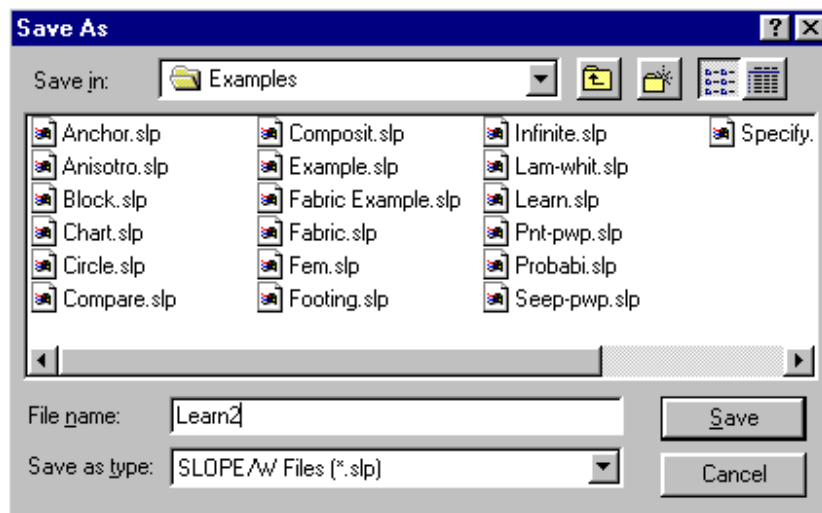 Save As
Save in: Examples
Anchor.slp Composit.slp Infinite.slp Specify.
Anisotro.slp Example.slp Lam-whit.slp
Block.slp Fabric Example.slp Learn.slp
Chart.slp Fabric.slp Pnt-pwp.slp
Circle.slp Fem.slp Probabi.slp
Compare.slp Footing.slp Seep-pwp.slp
File name: Learn2 Save
Save as type: SLOPE/W Files (*.slp) Cancel